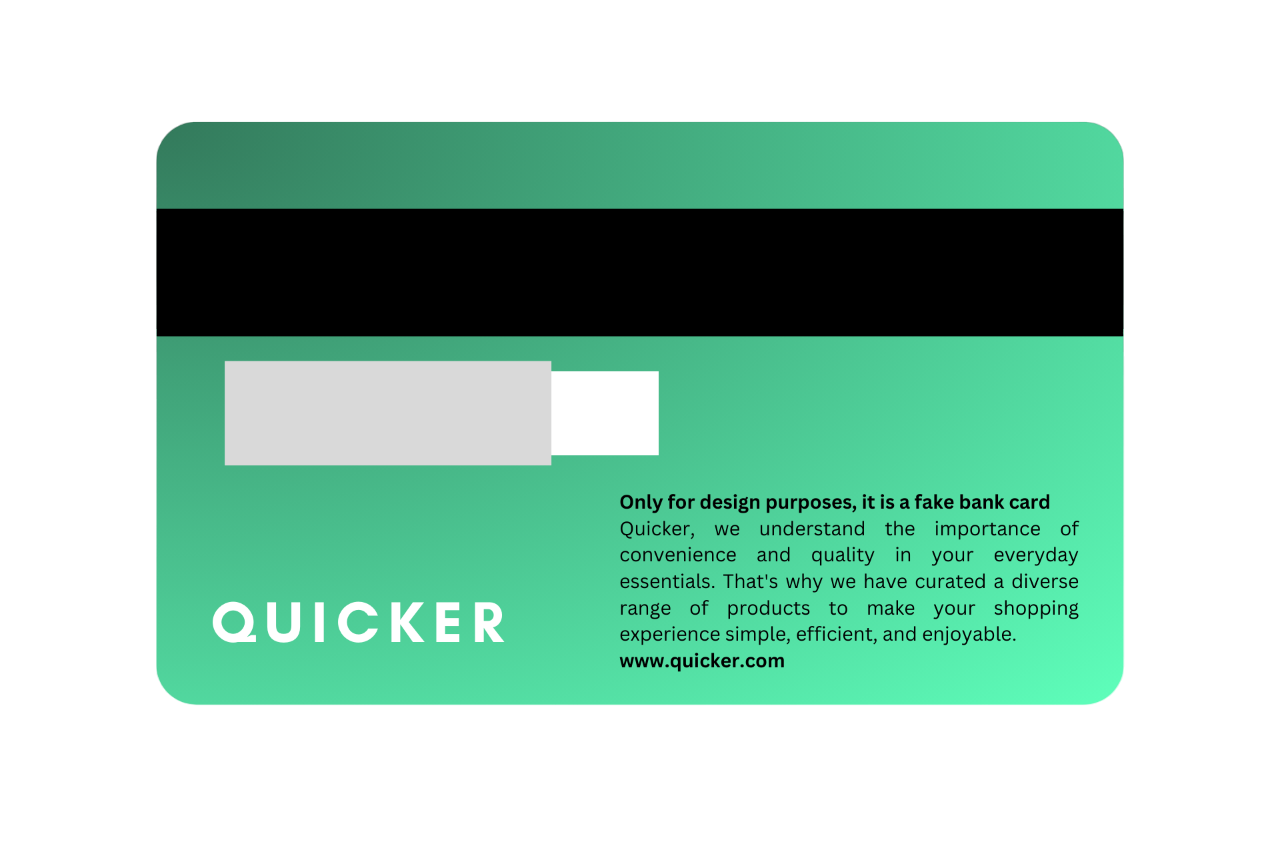 Only for design purposes, it is a fake bank card
Quicker, we understand the importance of
convenience and quality in your everyday
essentials. That's why we have curated a diverse
range of products to make your shopping
experience simple, efficient, and enjoyable.
www.quicker.com
QUICKER